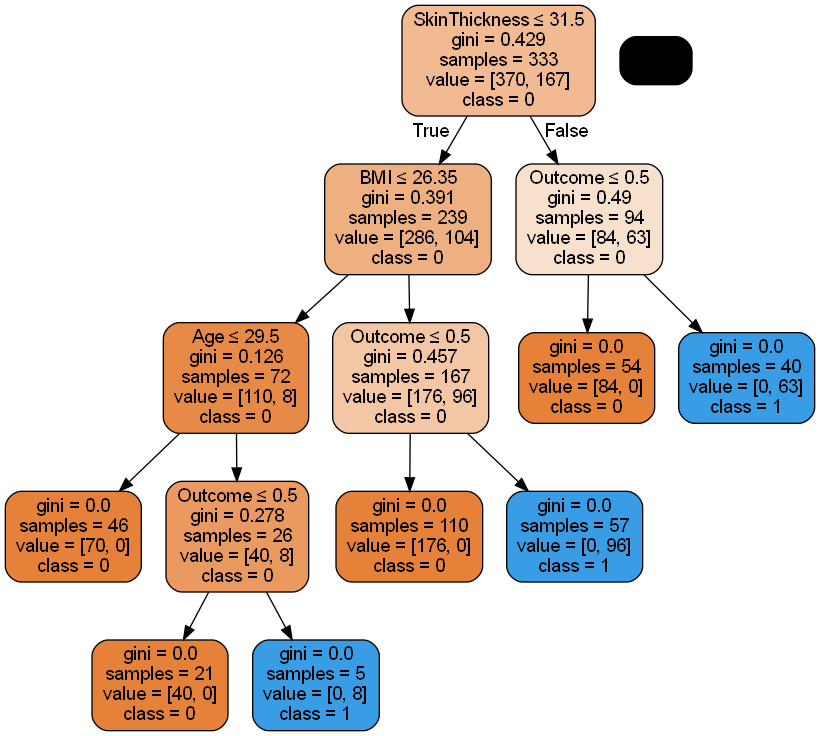 SkinThickness ≤ 31.5
gini = 0.429
samples = 333
value = [370, 167]
class = 0
True
False
BMI ≤ 26.35
gini = 0.391
samples = 239
value = [286, 104]
class = 0
Outcome ≤ 0.5
gini = 0.49
samples = 94
value = [84, 63]
class = 0
Age ≤ 29.5
gini = 0.126
samples = 72
value = [110, 8]
class = 0
Outcome ≤ 0.5
gini = 0.457
samples = 167
value = [176, 96]
class = 0
gini = 0.0
samples = 54
value = [84, 0]
class = 0
gini = 0.0
samples = 40
value = [0, 63]
class = 1
gini = 0.0
samples = 46
value = [70, 0]
class = 0
Outcome ≤ 0.5
gini = 0.278
samples = 26
value = [40, 8]
class = 0
gini = 0.0
samples = 110
value = [176, 0]
class = 0
gini = 0.0
samples = 57
value = [0, 96]
class = 1
gini = 0.0
samples = 21
value = [40, 0]
class = 0
gini = 0.0
samples = 5
value = [0, 8]
class = 1